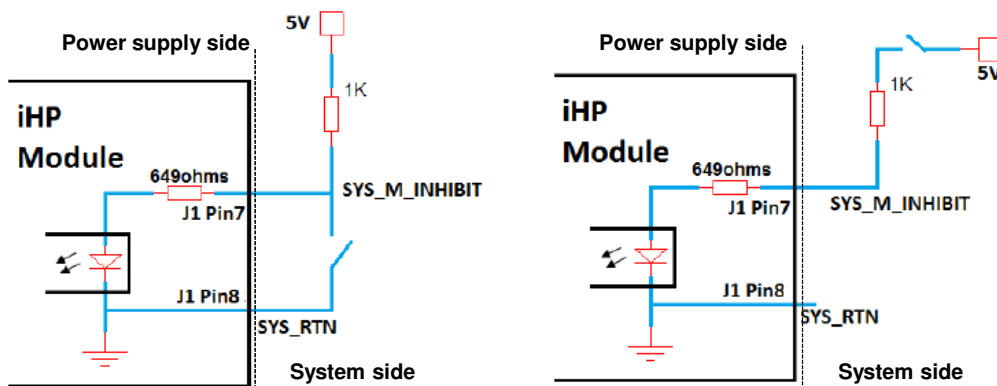 5V
Power supply side
1K
iHP
Module
649ohms
SYS_M_INHIBIT
J1 Pin7
J1 Pin8
SYS_RTN
System side
Power supply side
5V
1K
iHP
Module
649ohms
J1 Pin7
SYS_M_INHIBIT
J1 Pin8
SYS_RTN
System side